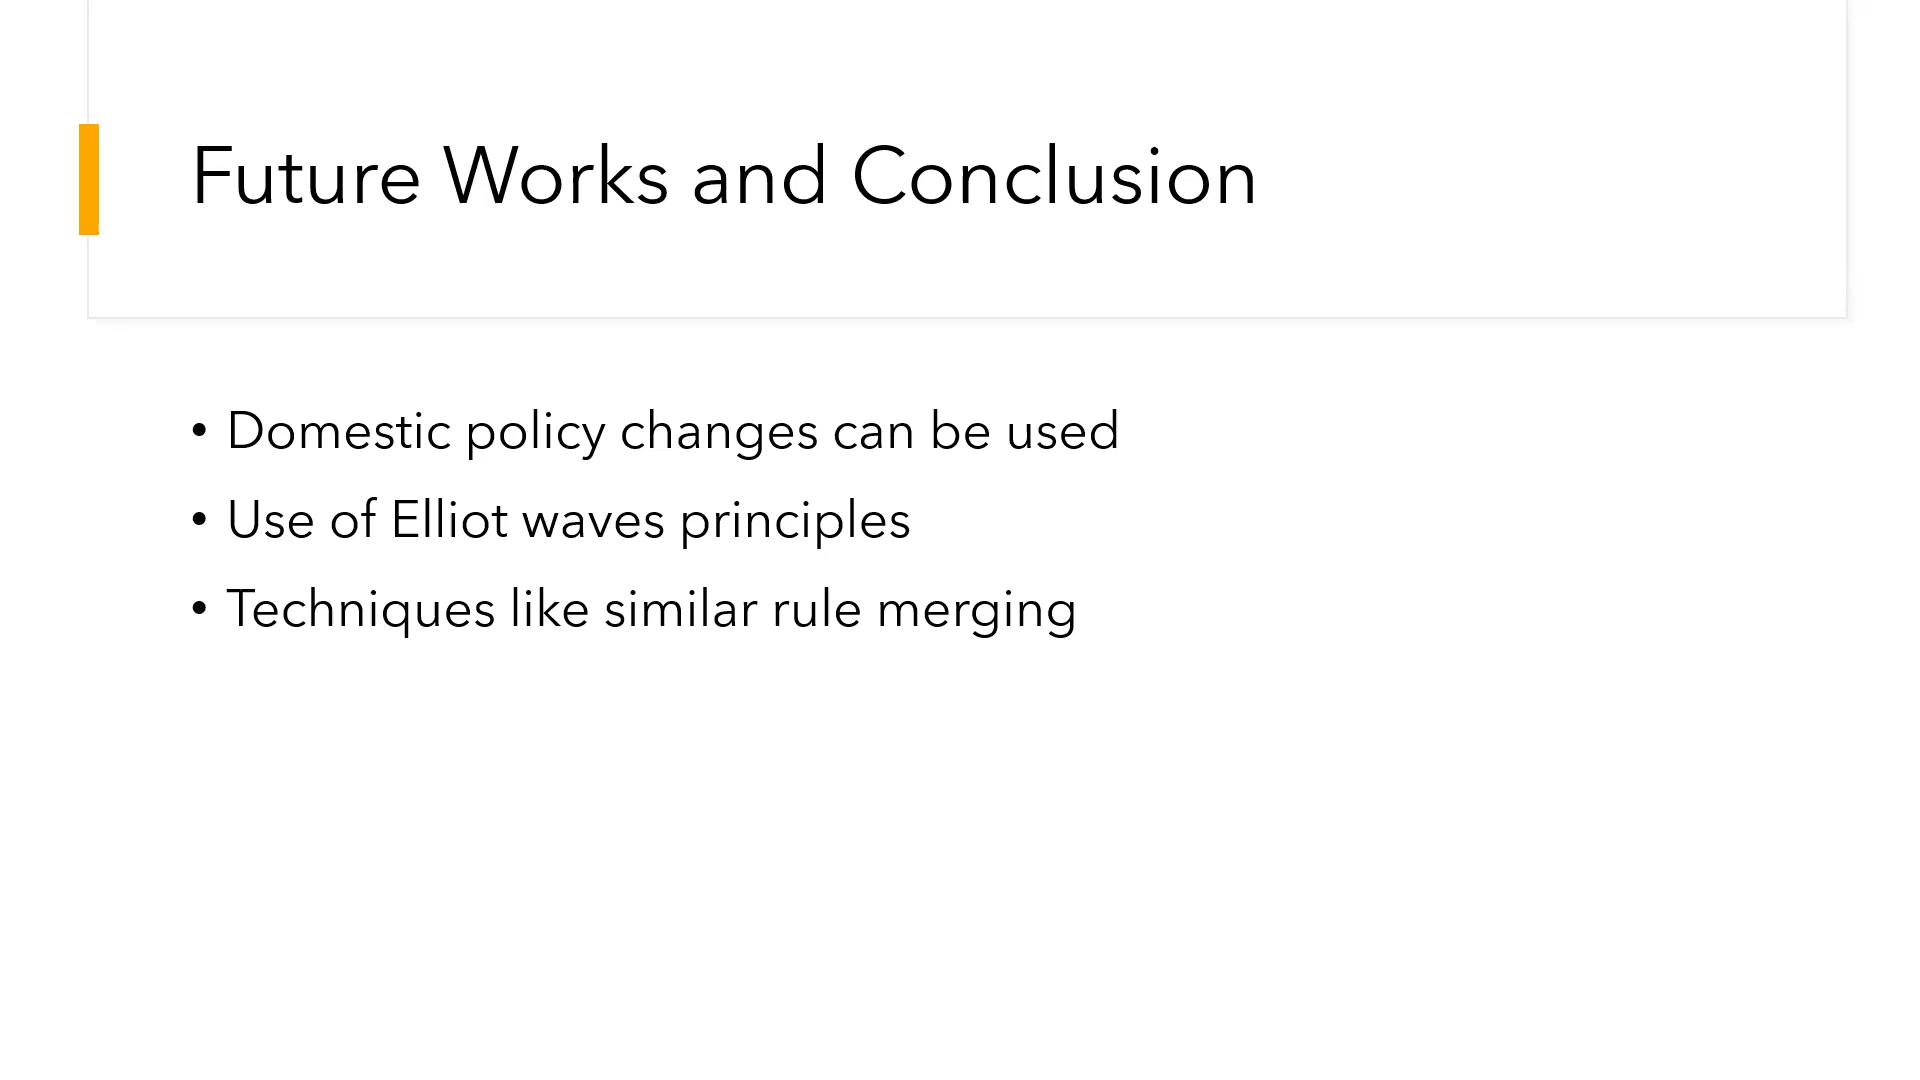 Future Works and Conclusion
• Domestic policy changes can be used
• Use of Elliot waves principles
• Techniques like similar rule merging